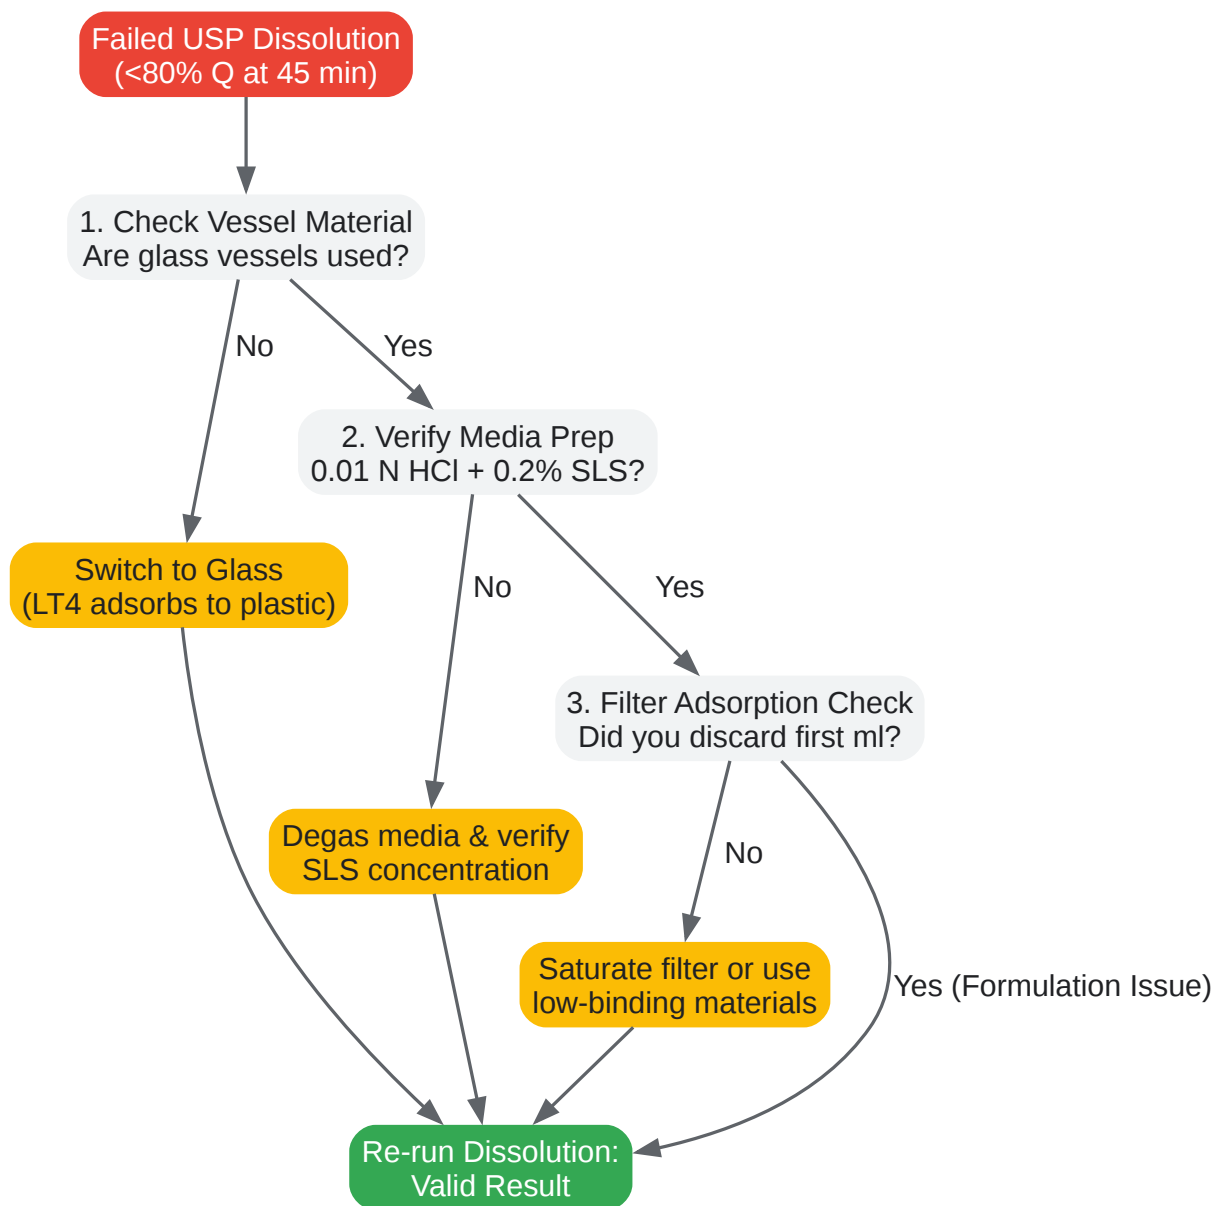 Failed USP Dissolution
(<80% Q at 45 min)
1. Check Vessel Material
Are glass vessels used?
No
Yes
2. Verify Media Prep
0.01 N HCl + 0.2% SLS?
Switch to Glass
(LT4 adsorbs to plastic)
No
Yes
3. Filter Adsorption Check
Did you discard first ml?
Degas media & verify
SLS concentration
No
Saturate filter or use
low-binding materials
Yes (Formulation Issue)
Re-run Dissolution:
Valid Result